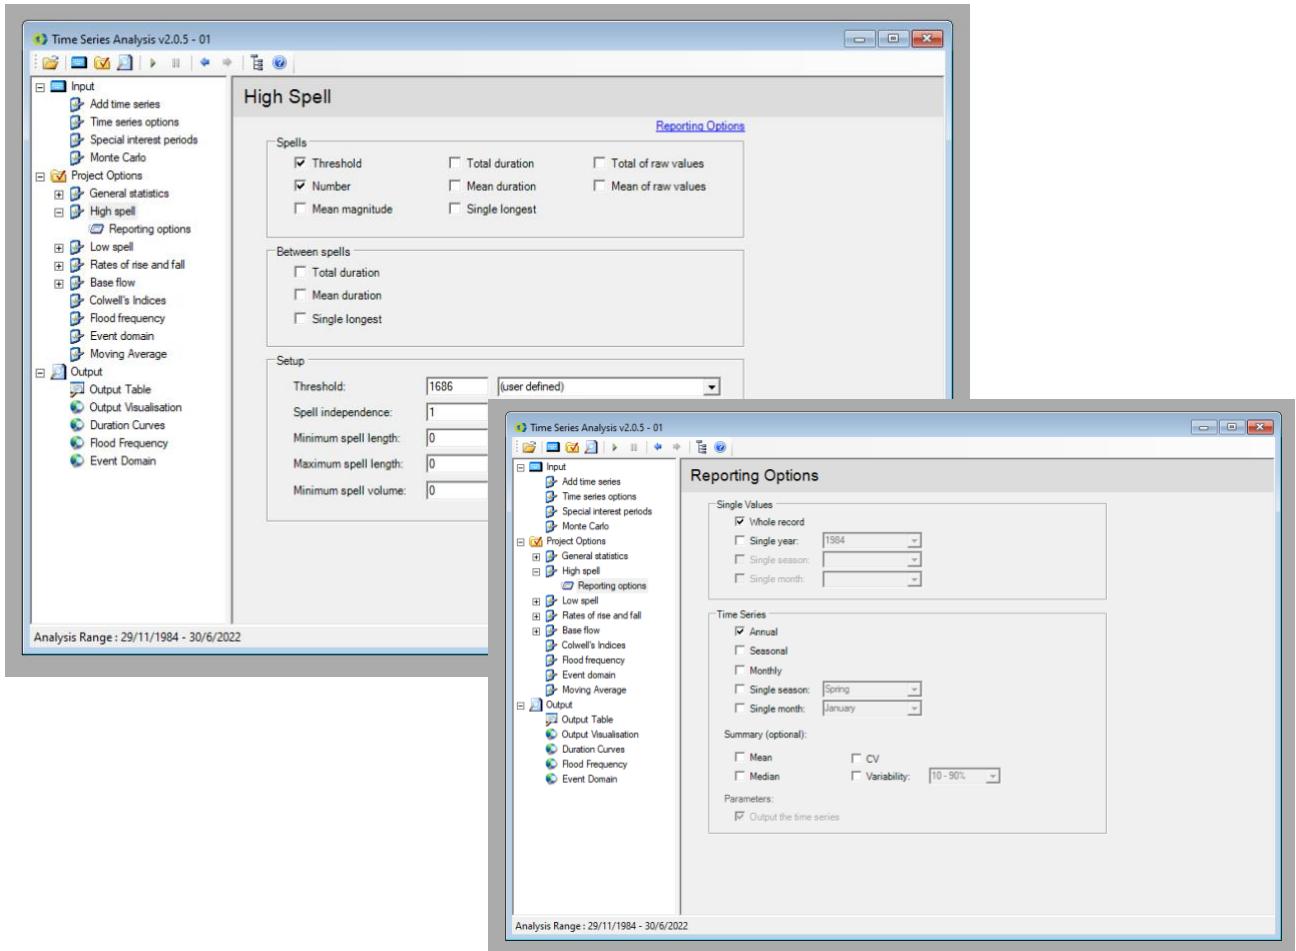 Time Series Analysis v2.0.5 - 01
Input
Add time series
Time series options
Special interest periods
Monte Carlo
Project Options
General statistics
High spell
Reporting options
Low spell
Rates of rise and fall
Base flow
Colwell's Indices
Flood frequency
Event domain
Moving Average
Output
Output Table
Output Visualisation
Duration Curves
Flood Frequency
Event Domain
High Spell
Reporting Options
Spells
Threshold Total duration Total of raw values
Number Mean duration Mean of raw values
Mean magnitude Single longest
Between spells
Total duration
Mean duration
Single longest
Setup
Threshold: 1686 (user defined)
Spell independence: 1
Minimum spell length: 0
Maximum spell length: 0
Minimum spell volume: 0
Analysis Range : 29/11/1984 - 30/6/2022
Time Series Analysis v2.0.5 - 01
Input
Add time series
Time series options
Special interest periods
Monte Carlo
Project Options
General statistics
High spell
Reporting options
Low spell
Rates of rise and fall
Base flow
Colwell's Indices
Flood frequency
Event domain
Moving Average
Output
Output Table
Output Visualisation
Duration Curves
Flood Frequency
Event Domain
Reporting Options
Single Values
Whole record
Single year: 1984
Single season:
Single month:
Time Series
Annual
Seasonal
Monthly
Single season: Spring
Single month: January
Summary (optional):
Mean CV
Median Variability: 10 - 90%
Parameters:
Output the time series
Analysis Range : 29/11/1984 - 30/6/2022